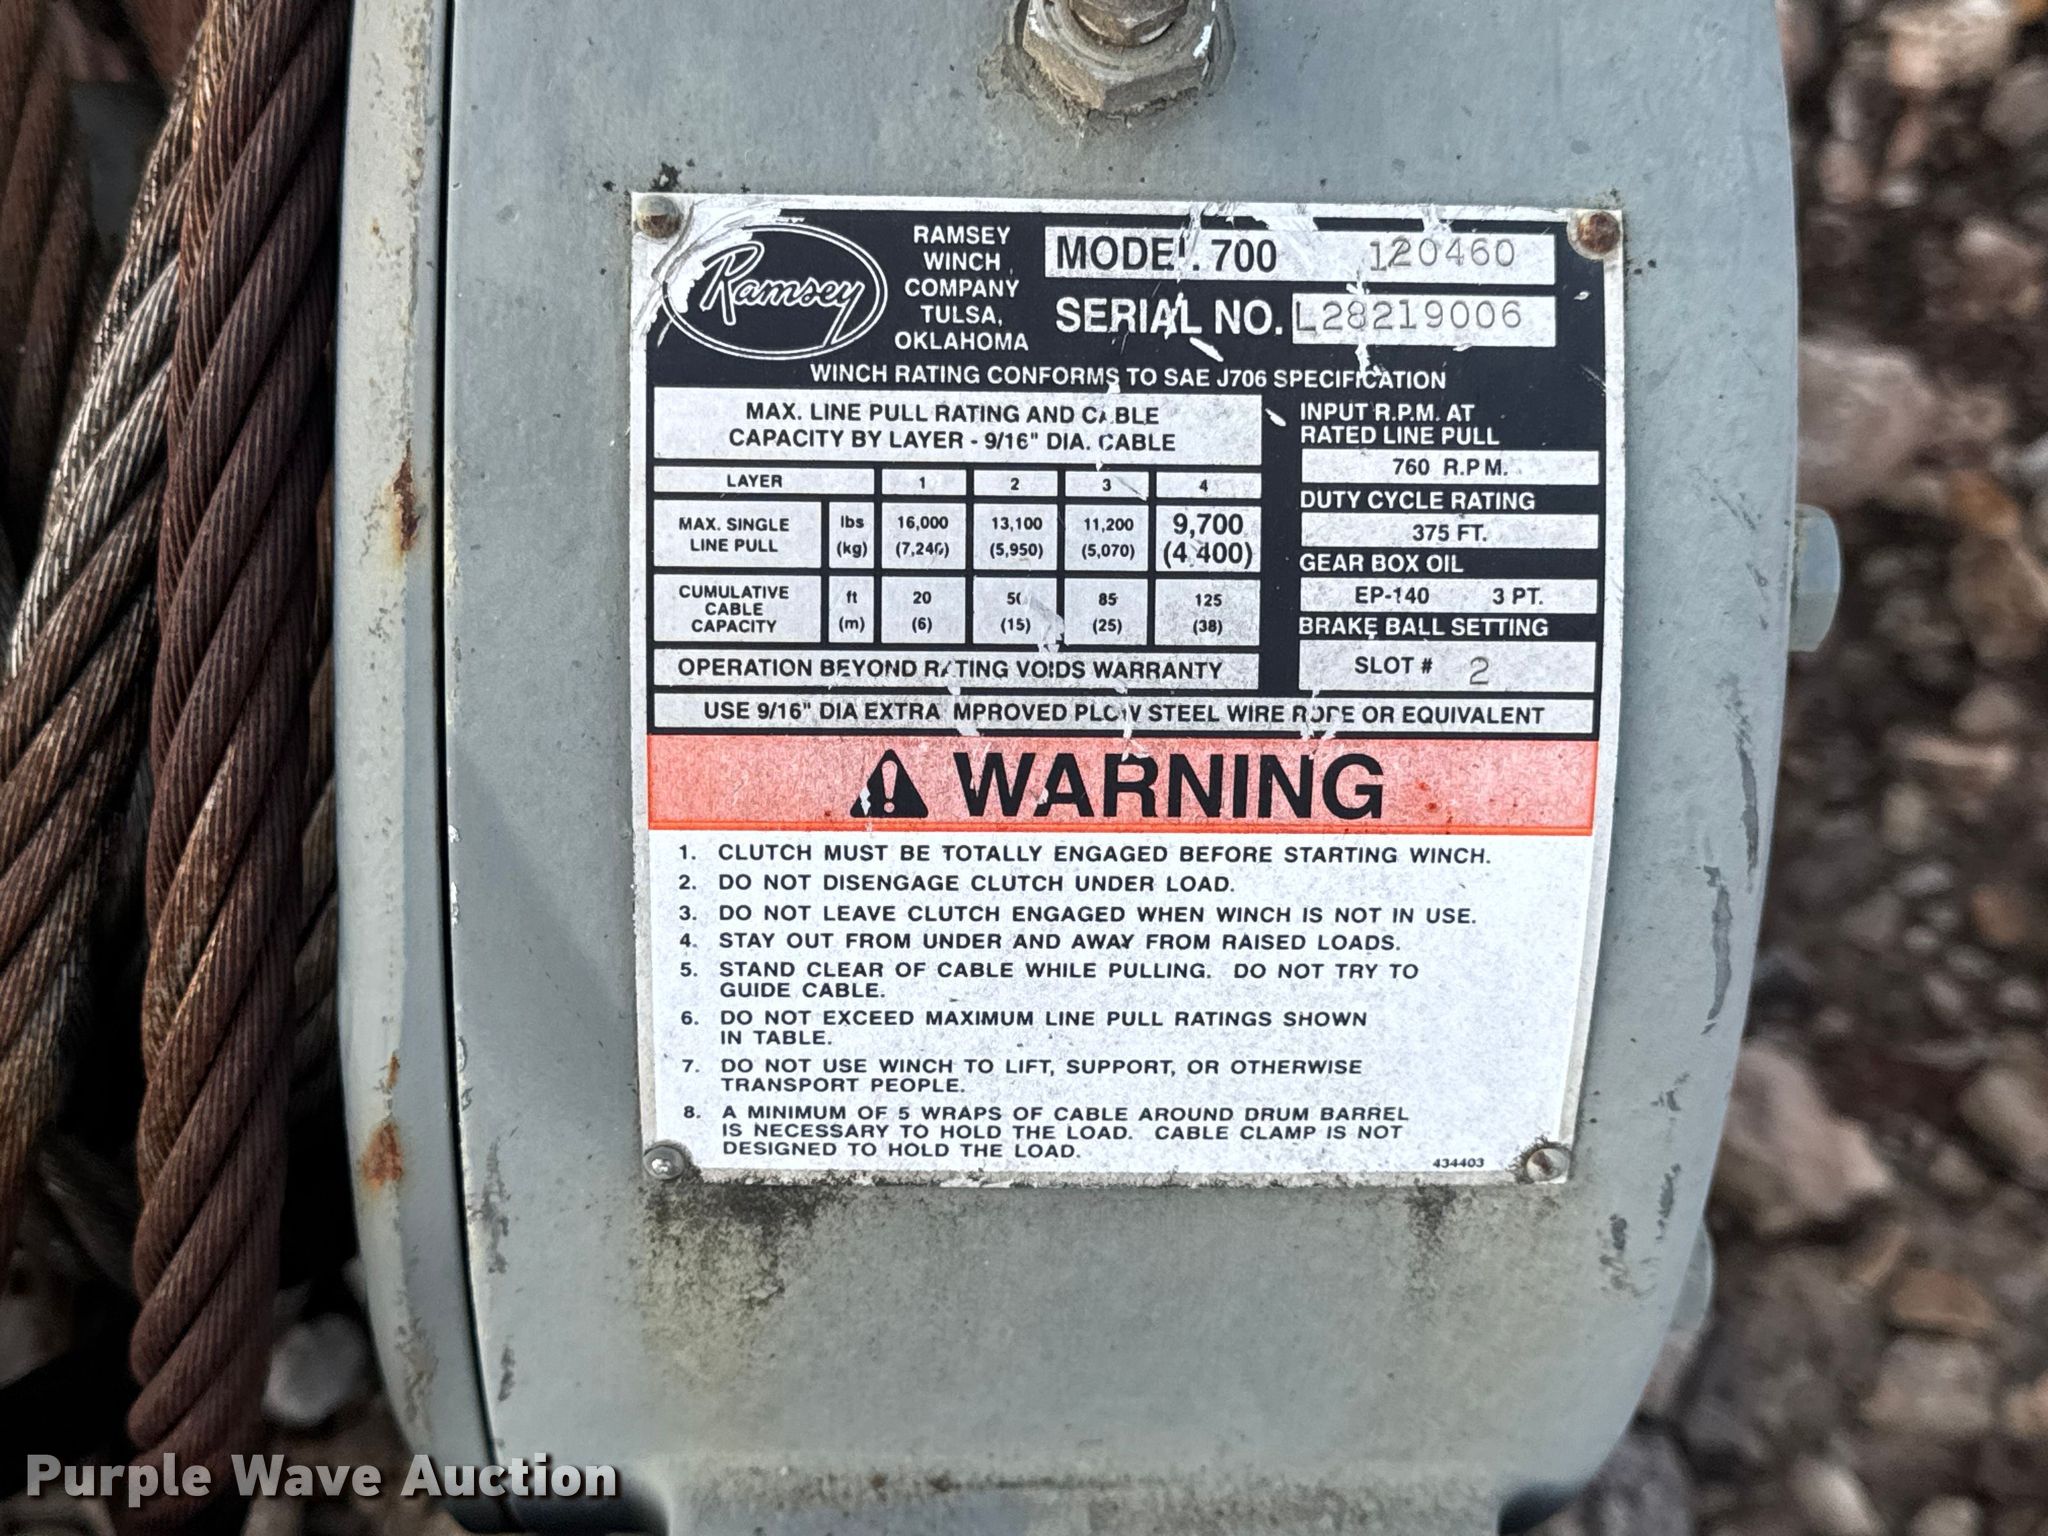 Ramsey
RAMSEY
WINCH
COMPANY
TULSA,
OKLAHOMA
MODEL 700 120460
SERIAL NO. L28219006
WINCH RATING CONFORMS TO SAE J706 SPECIFICATION
MAX. LINE PULL RATING AND CABLE
CAPACITY BY LAYER - 9/16" DIA. CABLE
LAYER 1 2 3 4
MAX. SINGLE LINE PULL lbs 16,000 13,100 11,200 9,700
(kg) (7,240) (5,950) (5,070) (4,400)
CUMULATIVE CABLE CAPACITY ft 20 50 85 125
(m) (6) (15) (25) (38)
OPERATION BEYOND RATING VOIDS WARRANTY
INPUT R.P.M. AT
RATED LINE PULL
760 R.P.M.
DUTY CYCLE RATING
375 FT.
GEAR BOX OIL
EP-140 3 PT.
BRAKE BALL SETTING
SLOT # 2
USE 9/16" DIA EXTRA IMPROVED PLOW STEEL WIRE ROPE OR EQUIVALENT
WARNING
1. CLUTCH MUST BE TOTALLY ENGAGED BEFORE STARTING WINCH.
2. DO NOT DISENGAGE CLUTCH UNDER LOAD.
3. DO NOT LEAVE CLUTCH ENGAGED WHEN WINCH IS NOT IN USE.
4. STAY OUT FROM UNDER AND AWAY FROM RAISED LOADS.
5. STAND CLEAR OF CABLE WHILE PULLING. DO NOT TRY TO
GUIDE CABLE.
6. DO NOT EXCEED MAXIMUM LINE PULL RATINGS SHOWN
IN TABLE.
7. DO NOT USE WINCH TO LIFT, SUPPORT, OR OTHERWISE
TRANSPORT PEOPLE.
8. A MINIMUM OF 5 WRAPS OF CABLE AROUND DRUM BARREL
IS NECESSARY TO HOLD THE LOAD. CABLE CLAMP IS NOT
DESIGNED TO HOLD THE LOAD.
434403
Purple Wave Auction